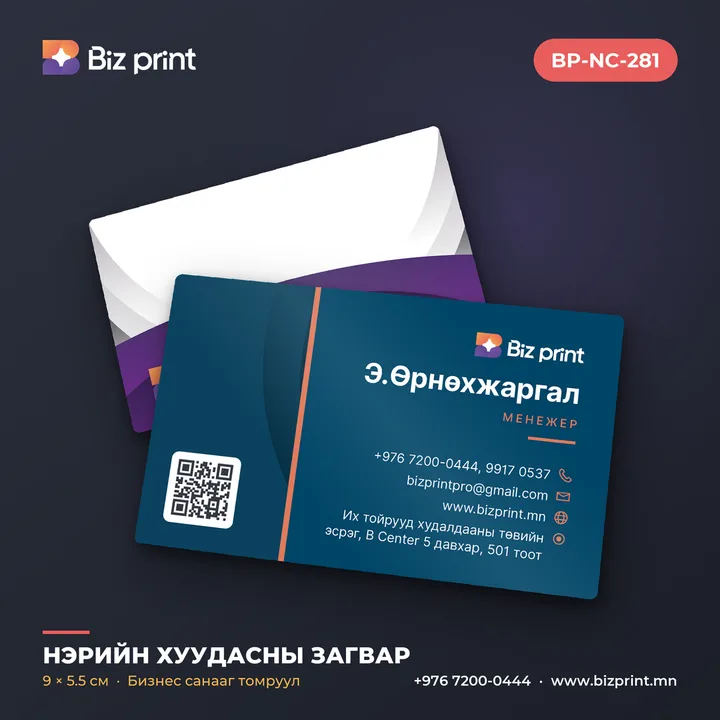 Biz print
BP-NC-281
Biz print
Э.Өрнөхжаргал
МЕНЕЖЕР
+976 7200-0444, 9917 0537
bizprintpro@gmail.com
www.bizprint.mn
Их тойрууд худалдааны төвийн
эсрэг, B Center 5 давхар, 501 тоот
НЭРИЙН ХУУДАСНЫ ЗАГВАР
9 × 5.5 см · Бизнес санааг томруул
+976 7200-0444 · www.bizprint.mn